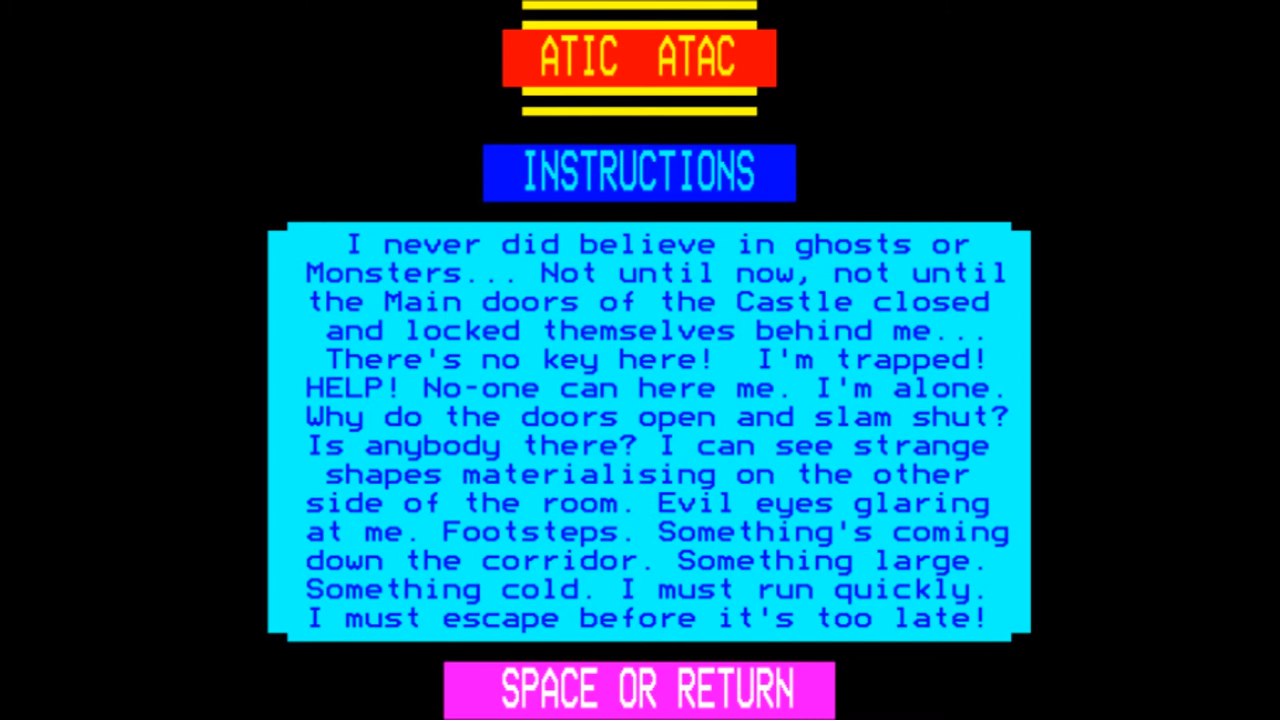 ATIC ATAC
INSTRUCTIONS
I never did believe in ghosts or
Monsters... Not until now, not until
the Main doors of the Castle closed
and locked themselves behind me...
There's no key here! I'm trapped!
HELP! No-one can here me. I'm alone.
Why do the doors open and slam shut?
Is anybody there? I can see strange
shapes materialising on the other
side of the room. Evil eyes glaring
at me. Footsteps. Something's coming
down the corridor. Something large.
Something cold. I must run quickly.
I must escape before it's too late!
SPACE OR RETURN